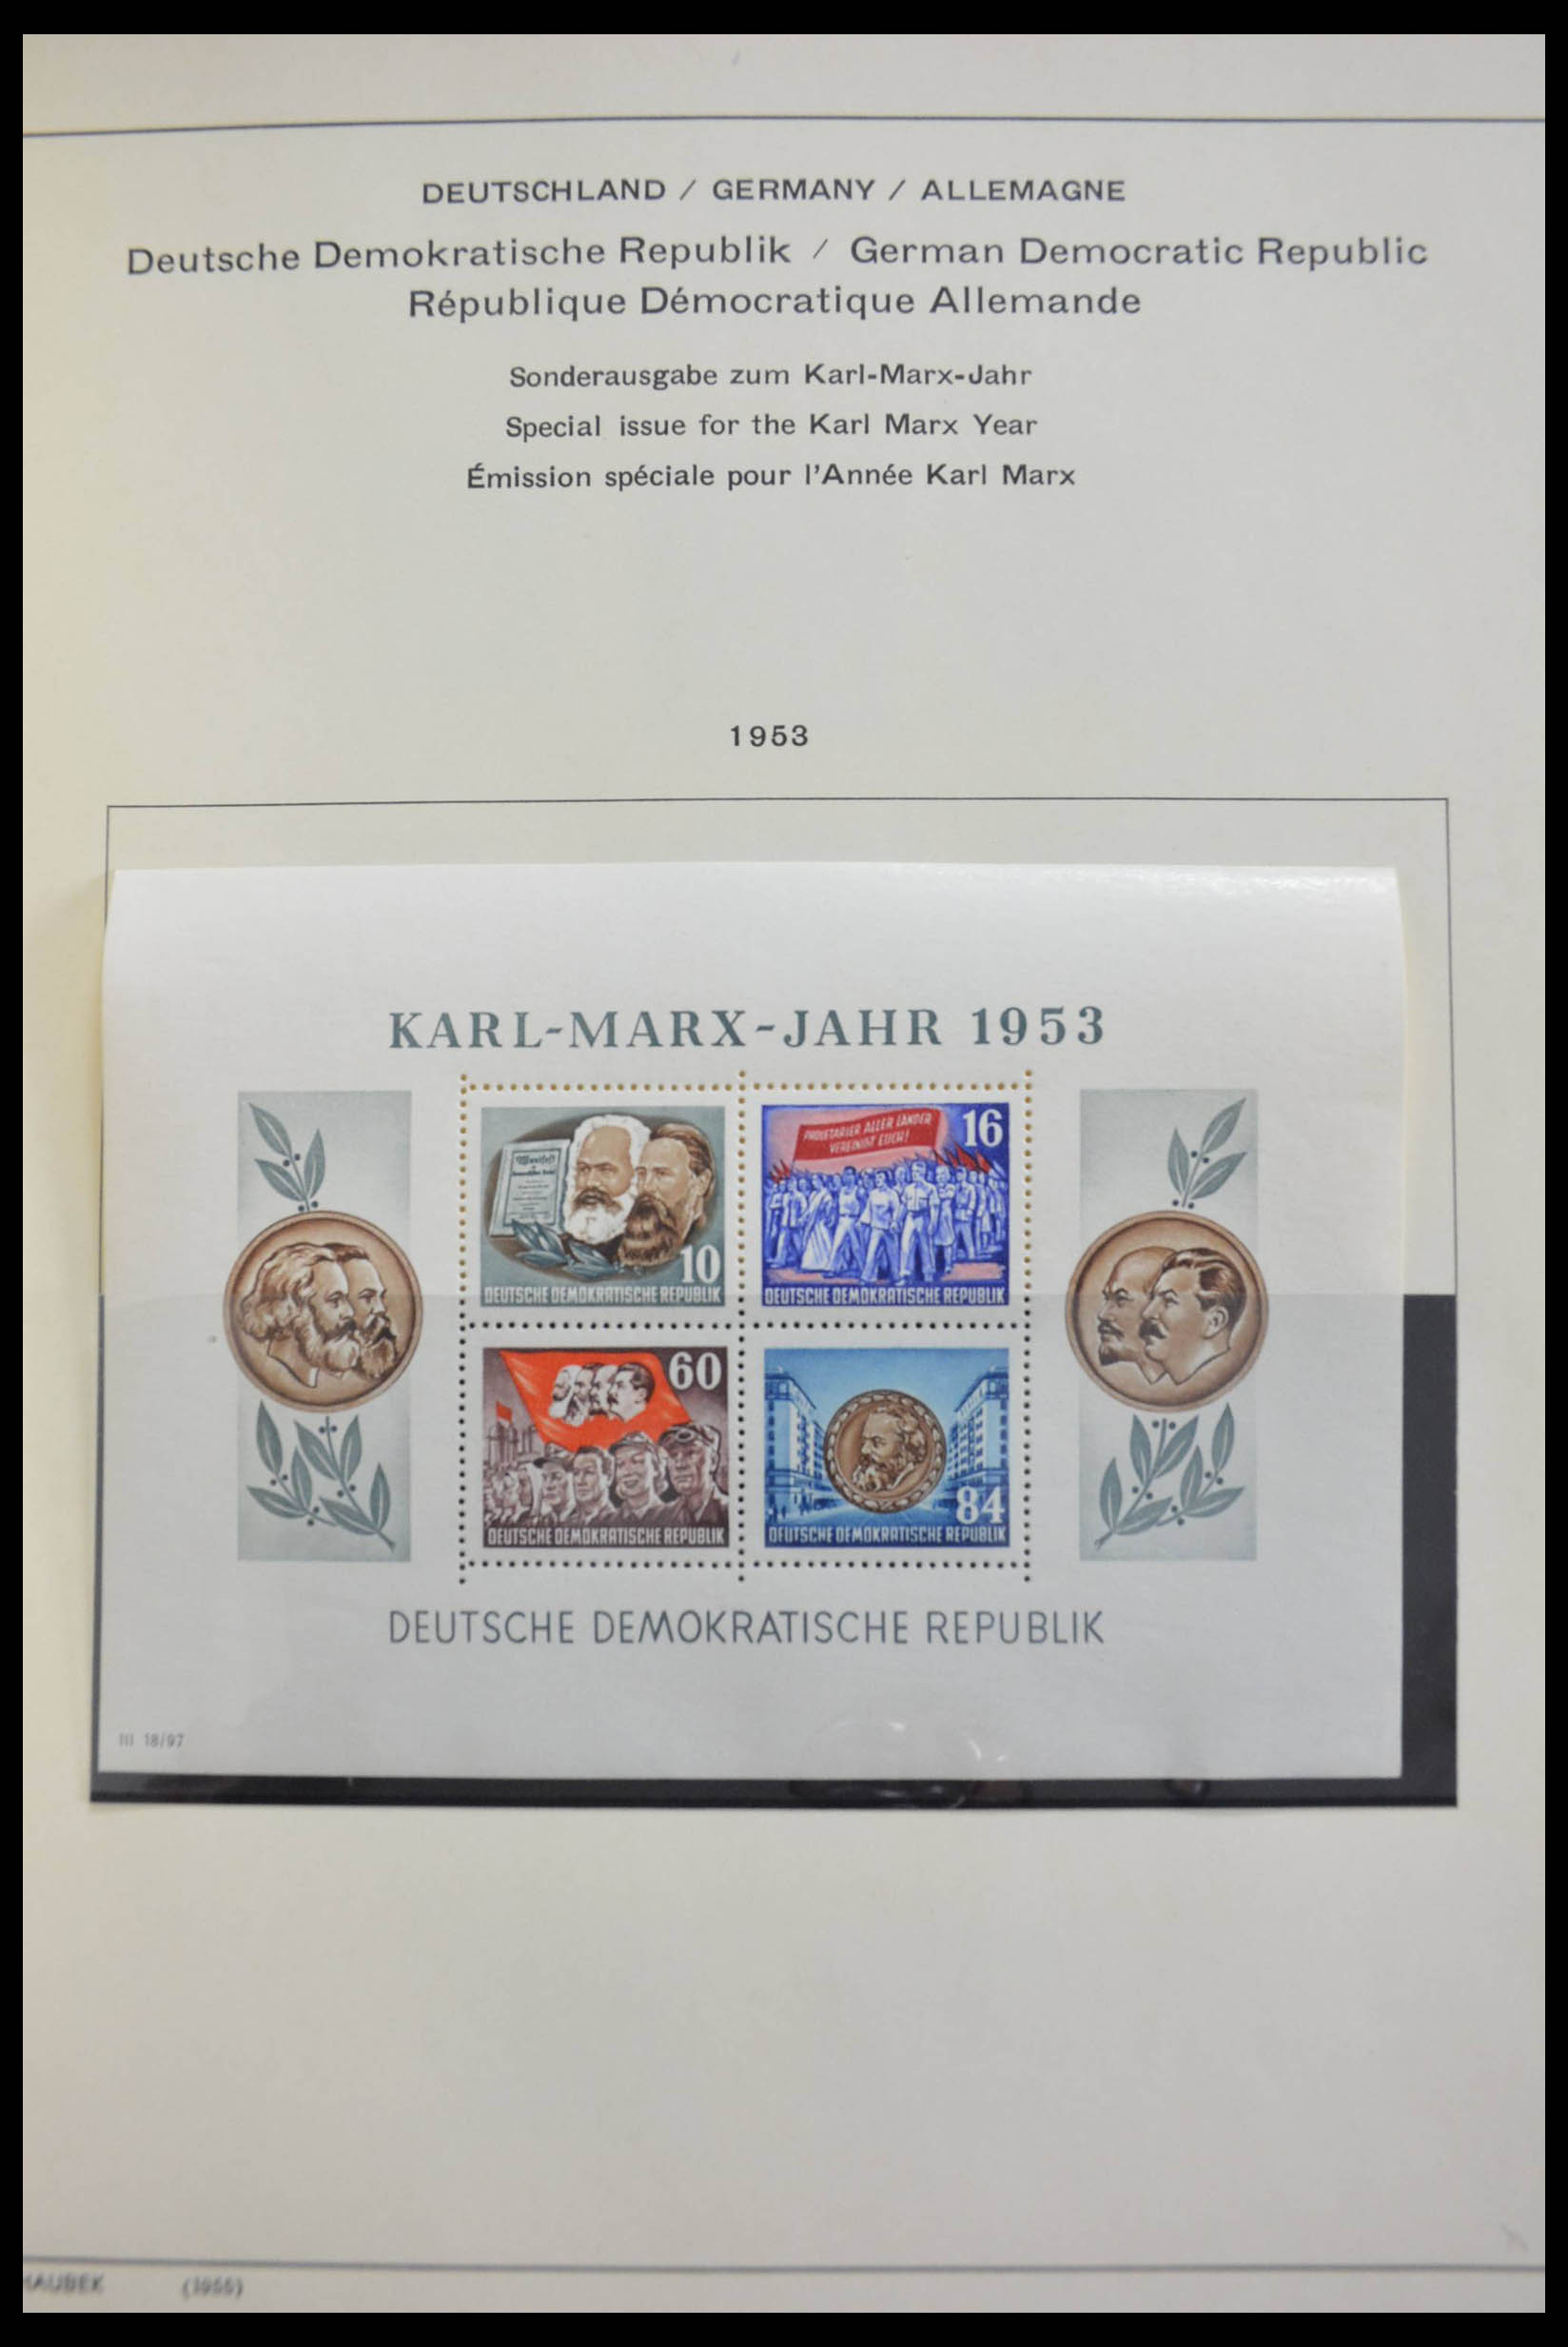 DEUTSCHLAND / GERMANY / ALLEMAGNE
Deutsche Demokratische Republik / German Democratic Republic
République Démocratique Allemande
Sonderausgabe zum Karl-Marx-Jahr
Special issue for the Karl Marx Year
Émission spéciale pour l'Année Karl Marx
1953
KARL-MARX-JAHR 1953
Manifest
10
DEUTSCHE DEMOKRATISCHE REPUBLIK
PROLETARIER ALLER LÄNDER
VEREINIGT EUCH!
16
DEUTSCHE DEMOKRATISCHE REPUBLIK
60
DEUTSCHE DEMOKRATISCHE REPUBLIK
84
DEUTSCHE DEMOKRATISCHE REPUBLIK
DEUTSCHE DEMOKRATISCHE REPUBLIK
III 18/97